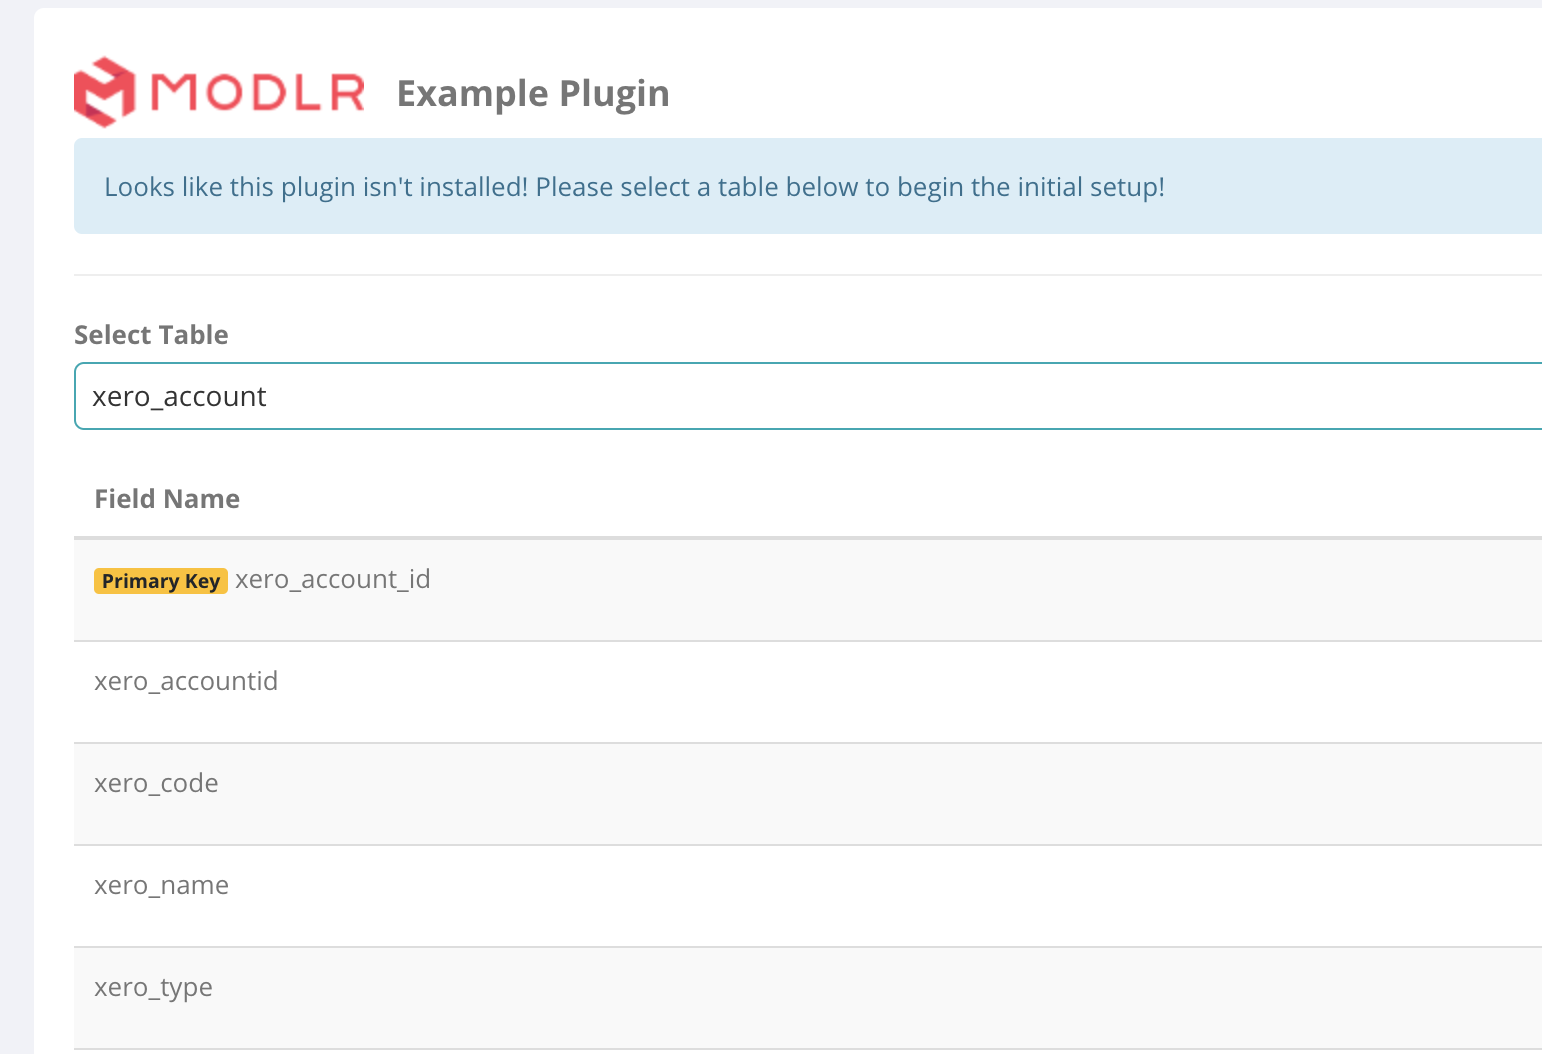 MODLR Example Plugin
Looks like this plugin isn't installed! Please select a table below to begin the initial setup!
Select Table
xero_account
Field Name
Primary Key xero_account_id
xero_accountid
xero_code
xero_name
xero_type